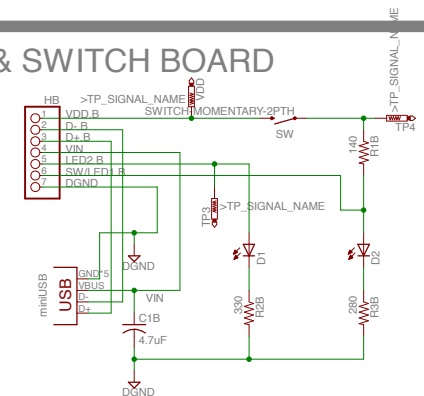 & SWITCH BOARD
>TP_SIGNAL_NAME
VDD
>TP_SIGNAL_NAME
TP4
HB
SWITCHMOMENTARY-2PTH
SW
1 VDD.B
2 D-.B
3 D+.B
4 VIN
5 LED2.B
6 SW/LED1.B
7 DGND
140
R1B
TP3
>TP_SIGNAL_NAME
DGND
D1
D2
miniUSB
USB
GND*5
VBUS
D-
D+
VIN
C1B
4.7uF
330
R2B
280
R3B
DGND